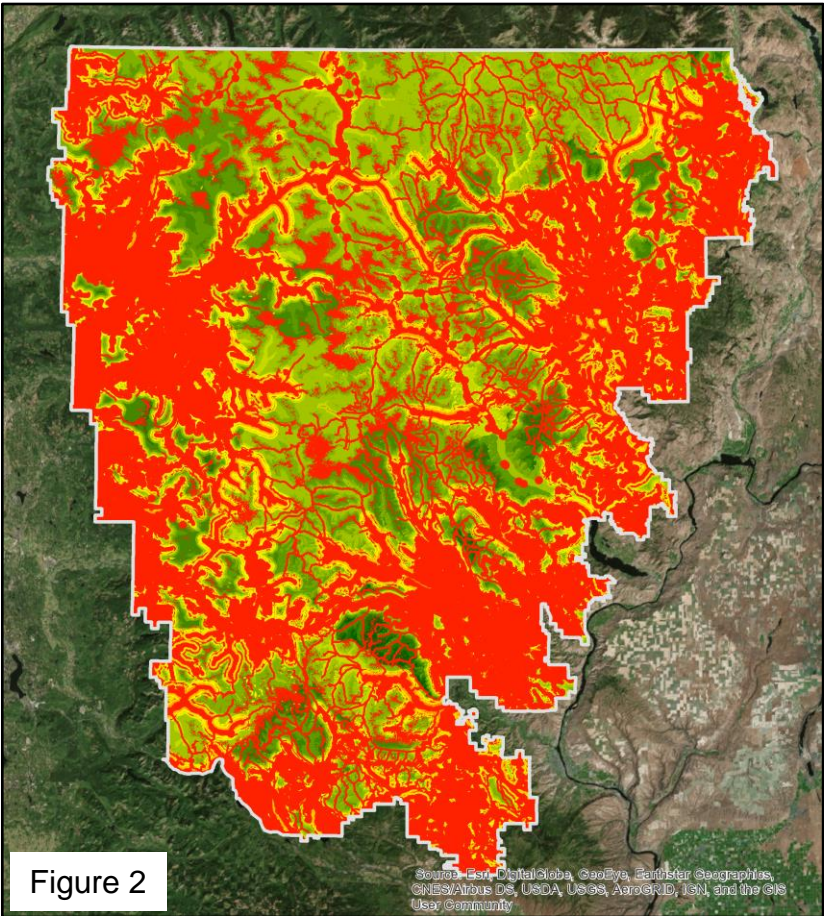 Figure 2
Source: Esri, DigitalGlobe, GeoEye, Earthstar Geographics,
CNES/Airbus DS, USDA, USGS, AeroGRID, IGN, and the GIS
User Community